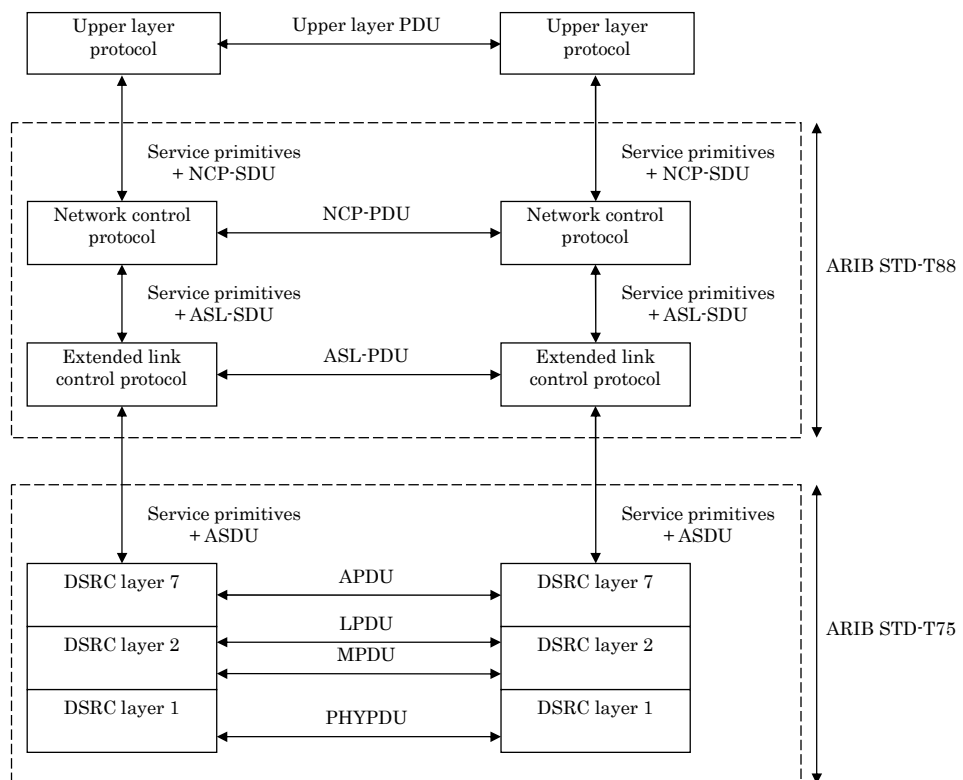 Upper layer
protocol
Upper layer PDU
Upper layer
protocol
Service primitives
+ NCP-SDU
Service primitives
+ NCP-SDU
Network control
protocol
NCP-PDU
Network control
protocol
ARIB STD-T88
Service primitives
+ ASL-SDU
Service primitives
+ ASL-SDU
Extended link
control protocol
ASL-PDU
Extended link
control protocol
Service primitives
+ ASDU
Service primitives
+ ASDU
DSRC layer 7
APDU
DSRC layer 7
LPDU
ARIB STD-T75
DSRC layer 2
MPDU
DSRC layer 2
DSRC layer 1
PHYPDU
DSRC layer 1